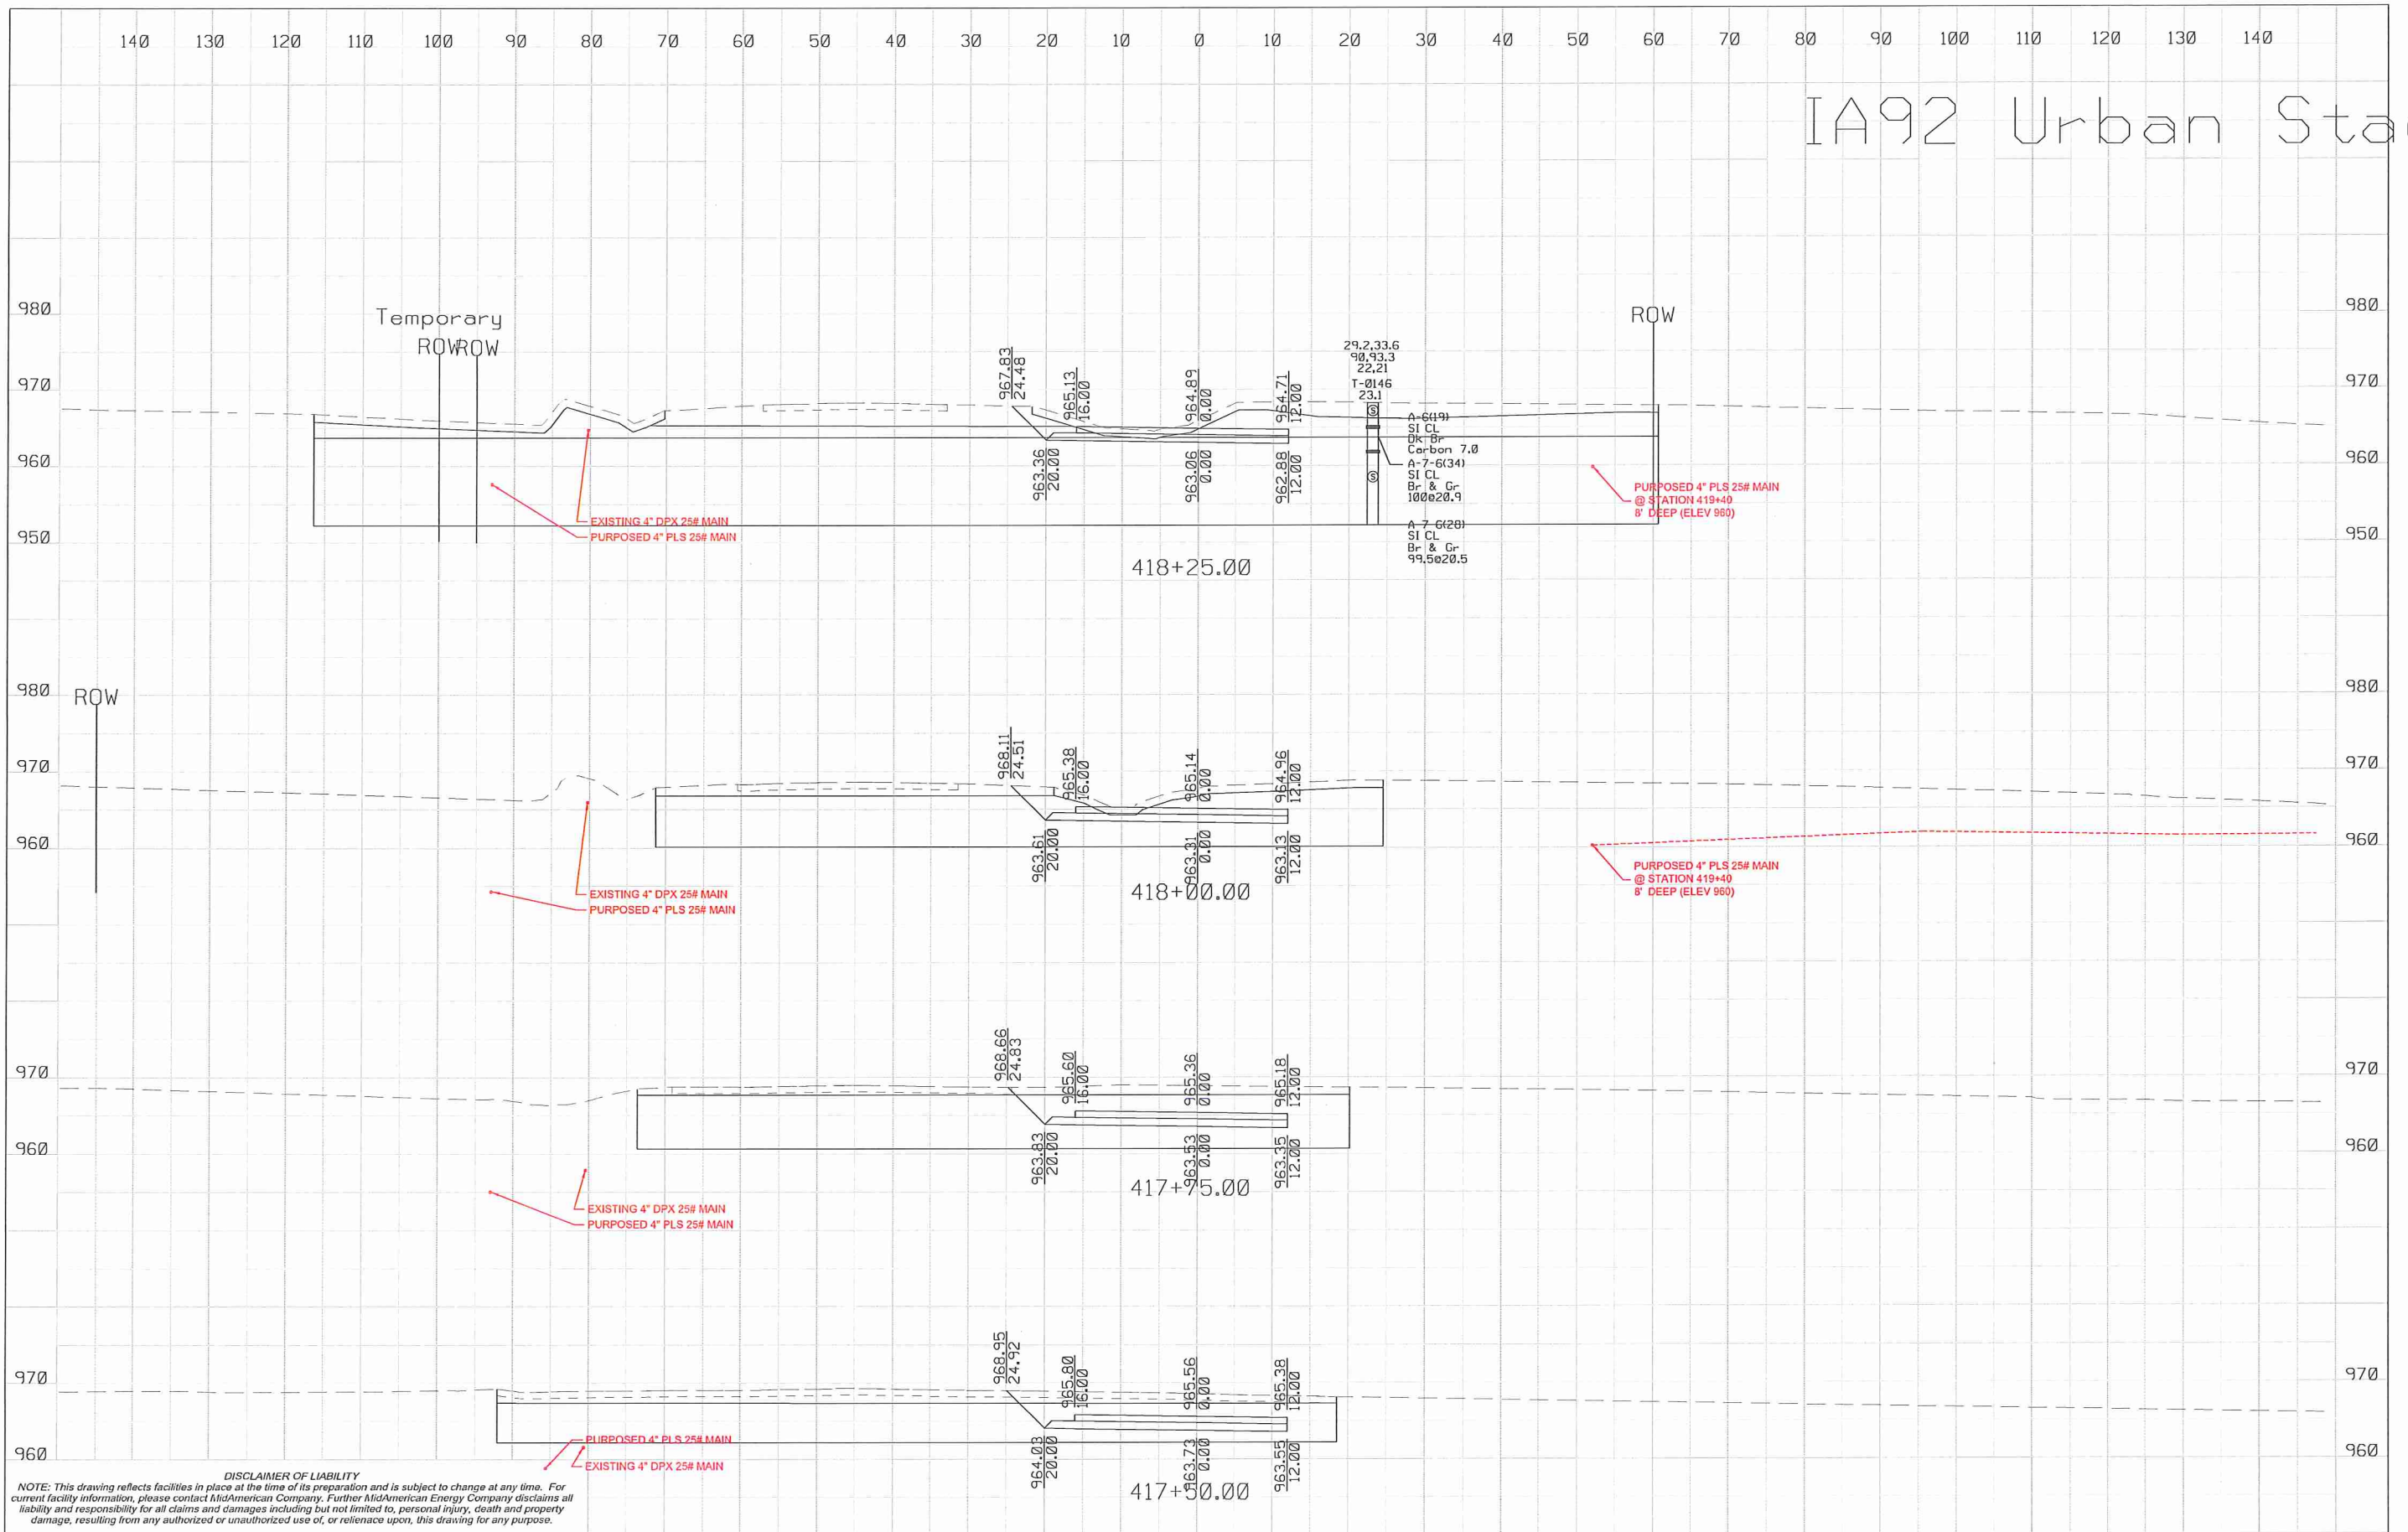 140 130 120 110 100 90 80 70 60 50 40 30 20 10 0 10 20 30 40 50 60 70 80 90 100 110 120 130 140
IA92 Urban Sta
980
Temporary
ROW
ROW
ROW
980
970
967.83
24.48
965.13
16.00
964.89
0.00
964.71
12.00
29.2,33.6
90,93.3
22,21
T-0146
23.1
S
S
970
A-6(19)
SI CL
Dk Br
Carbon 7.0
A-7-6(34)
SI CL
Br & Gr
100@20.9
A-7-6(28)
SI CL
Br & Gr
99.5@20.5
960
963.36
20.00
963.06
0.00
962.88
12.00
960
PURPOSED 4" PLS 25# MAIN
@ STATION 419+40
8' DEEP (ELEV 960)
EXISTING 4" DPX 25# MAIN
PURPOSED 4" PLS 25# MAIN
950
950
418+25.00
980
ROW
980
970
968.11
24.51
965.38
16.00
965.14
0.00
964.96
12.00
970
960
963.61
20.00
963.31
0.00
963.13
12.00
960
PURPOSED 4" PLS 25# MAIN
@ STATION 419+40
8' DEEP (ELEV 960)
EXISTING 4" DPX 25# MAIN
PURPOSED 4" PLS 25# MAIN
418+00.00
970
968.66
24.83
965.60
16.00
965.36
0.00
965.18
12.00
970
960
963.83
20.00
963.53
0.00
963.35
12.00
960
417+75.00
EXISTING 4" DPX 25# MAIN
PURPOSED 4" PLS 25# MAIN
970
968.95
24.92
965.80
16.00
965.56
0.00
965.38
12.00
970
PURPOSED 4" PLS 25# MAIN
960
EXISTING 4" DPX 25# MAIN
964.03
20.00
963.73
0.00
963.55
12.00
960
417+50.00
DISCLAIMER OF LIABILITY
NOTE: This drawing reflects facilities in place at the time of its preparation and is subject to change at any time. For
current facility information, please contact MidAmerican Company. Further MidAmerican Energy Company disclaims all
liability and responsibility for all claims and damages including but not limited to, personal injury, death and property
damage, resulting from any authorized or unauthorized use of, or relienace upon, this drawing for any purpose.